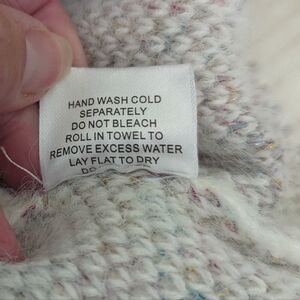 HAND WASH COLD
SEPARATELY
DO NOT BLEACH
ROLL IN TOWEL TO
REMOVE EXCESS WATER
LAY FLAT TO DRY